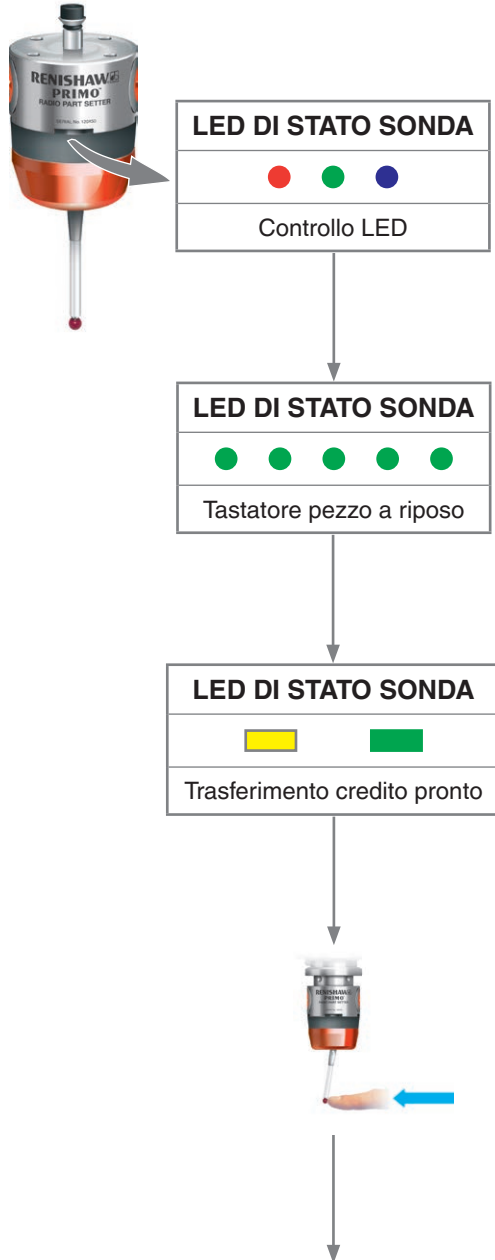 RENISHAW
PRIMO™
RADIO PART SETTER
LED DI STATO SONDA
Controllo LED
LED DI STATO SONDA
Tastatore pezzo a riposo
LED DI STATO SONDA
Trasferimento credito pronto
RENISHAW
PRIMO